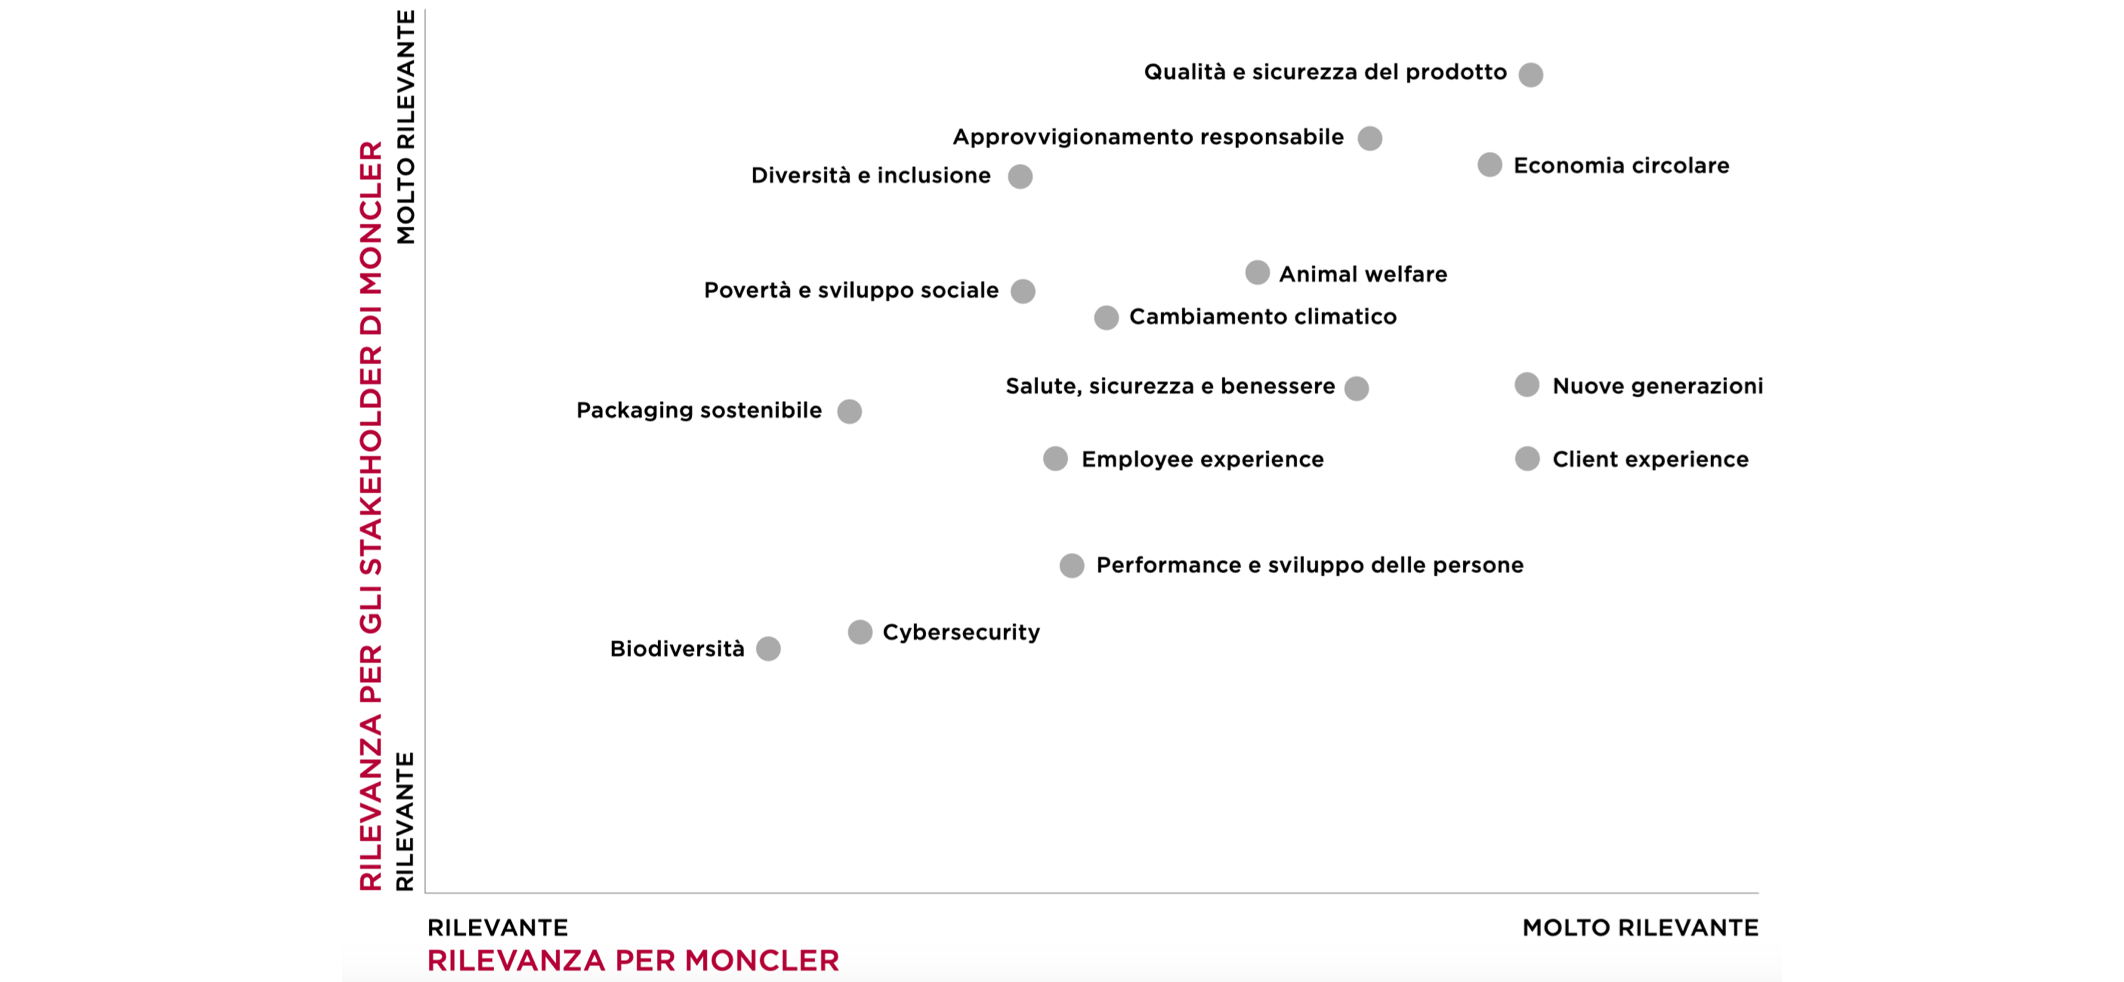 RILEVANZA PER GLI STAKEHOLDER DI MONCLER
MOLTO RILEVANTE
RILEVANTE
Qualità e sicurezza del prodotto
Approvvigionamento responsabile
Economia circolare
Diversità e inclusione
Animal welfare
Povertà e sviluppo sociale
Cambiamento climatico
Salute, sicurezza e benessere
Nuove generazioni
Packaging sostenibile
Employee experience
Client experience
Performance e sviluppo delle persone
Cybersecurity
Biodiversità
RILEVANTE
MOLTO RILEVANTE
RILEVANZA PER MONCLER